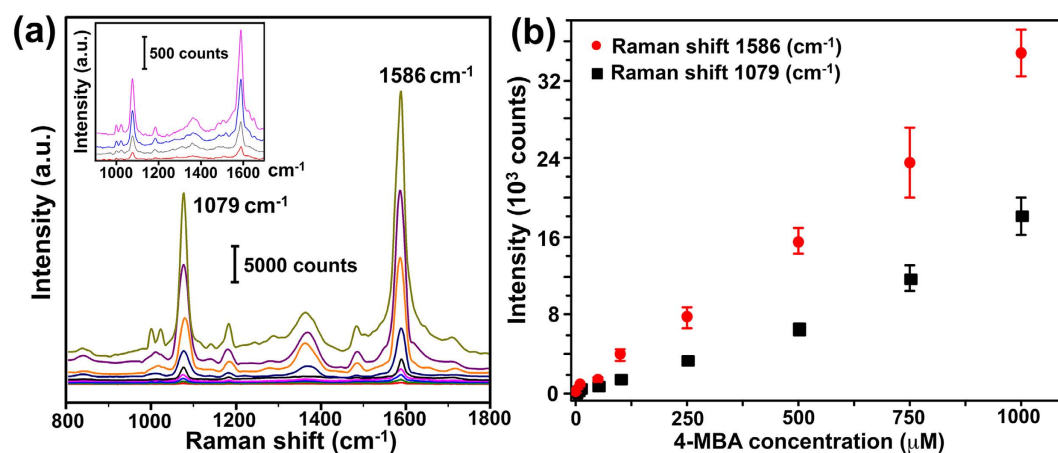 (a)
Intensity (a.u.)
500 counts
1000 1200 1400 1600 cm⁻¹
Intensity (a.u.)
1586 cm⁻¹
1079 cm⁻¹
5000 counts
800 1000 1200 1400 1600 1800
Raman shift (cm⁻¹)
(b)
Intensity (10³ counts)
Raman shift 1586 (cm⁻¹)
Raman shift 1079 (cm⁻¹)
32
24
16
8
0
0 250 500 750 1000
4-MBA concentration (μM)